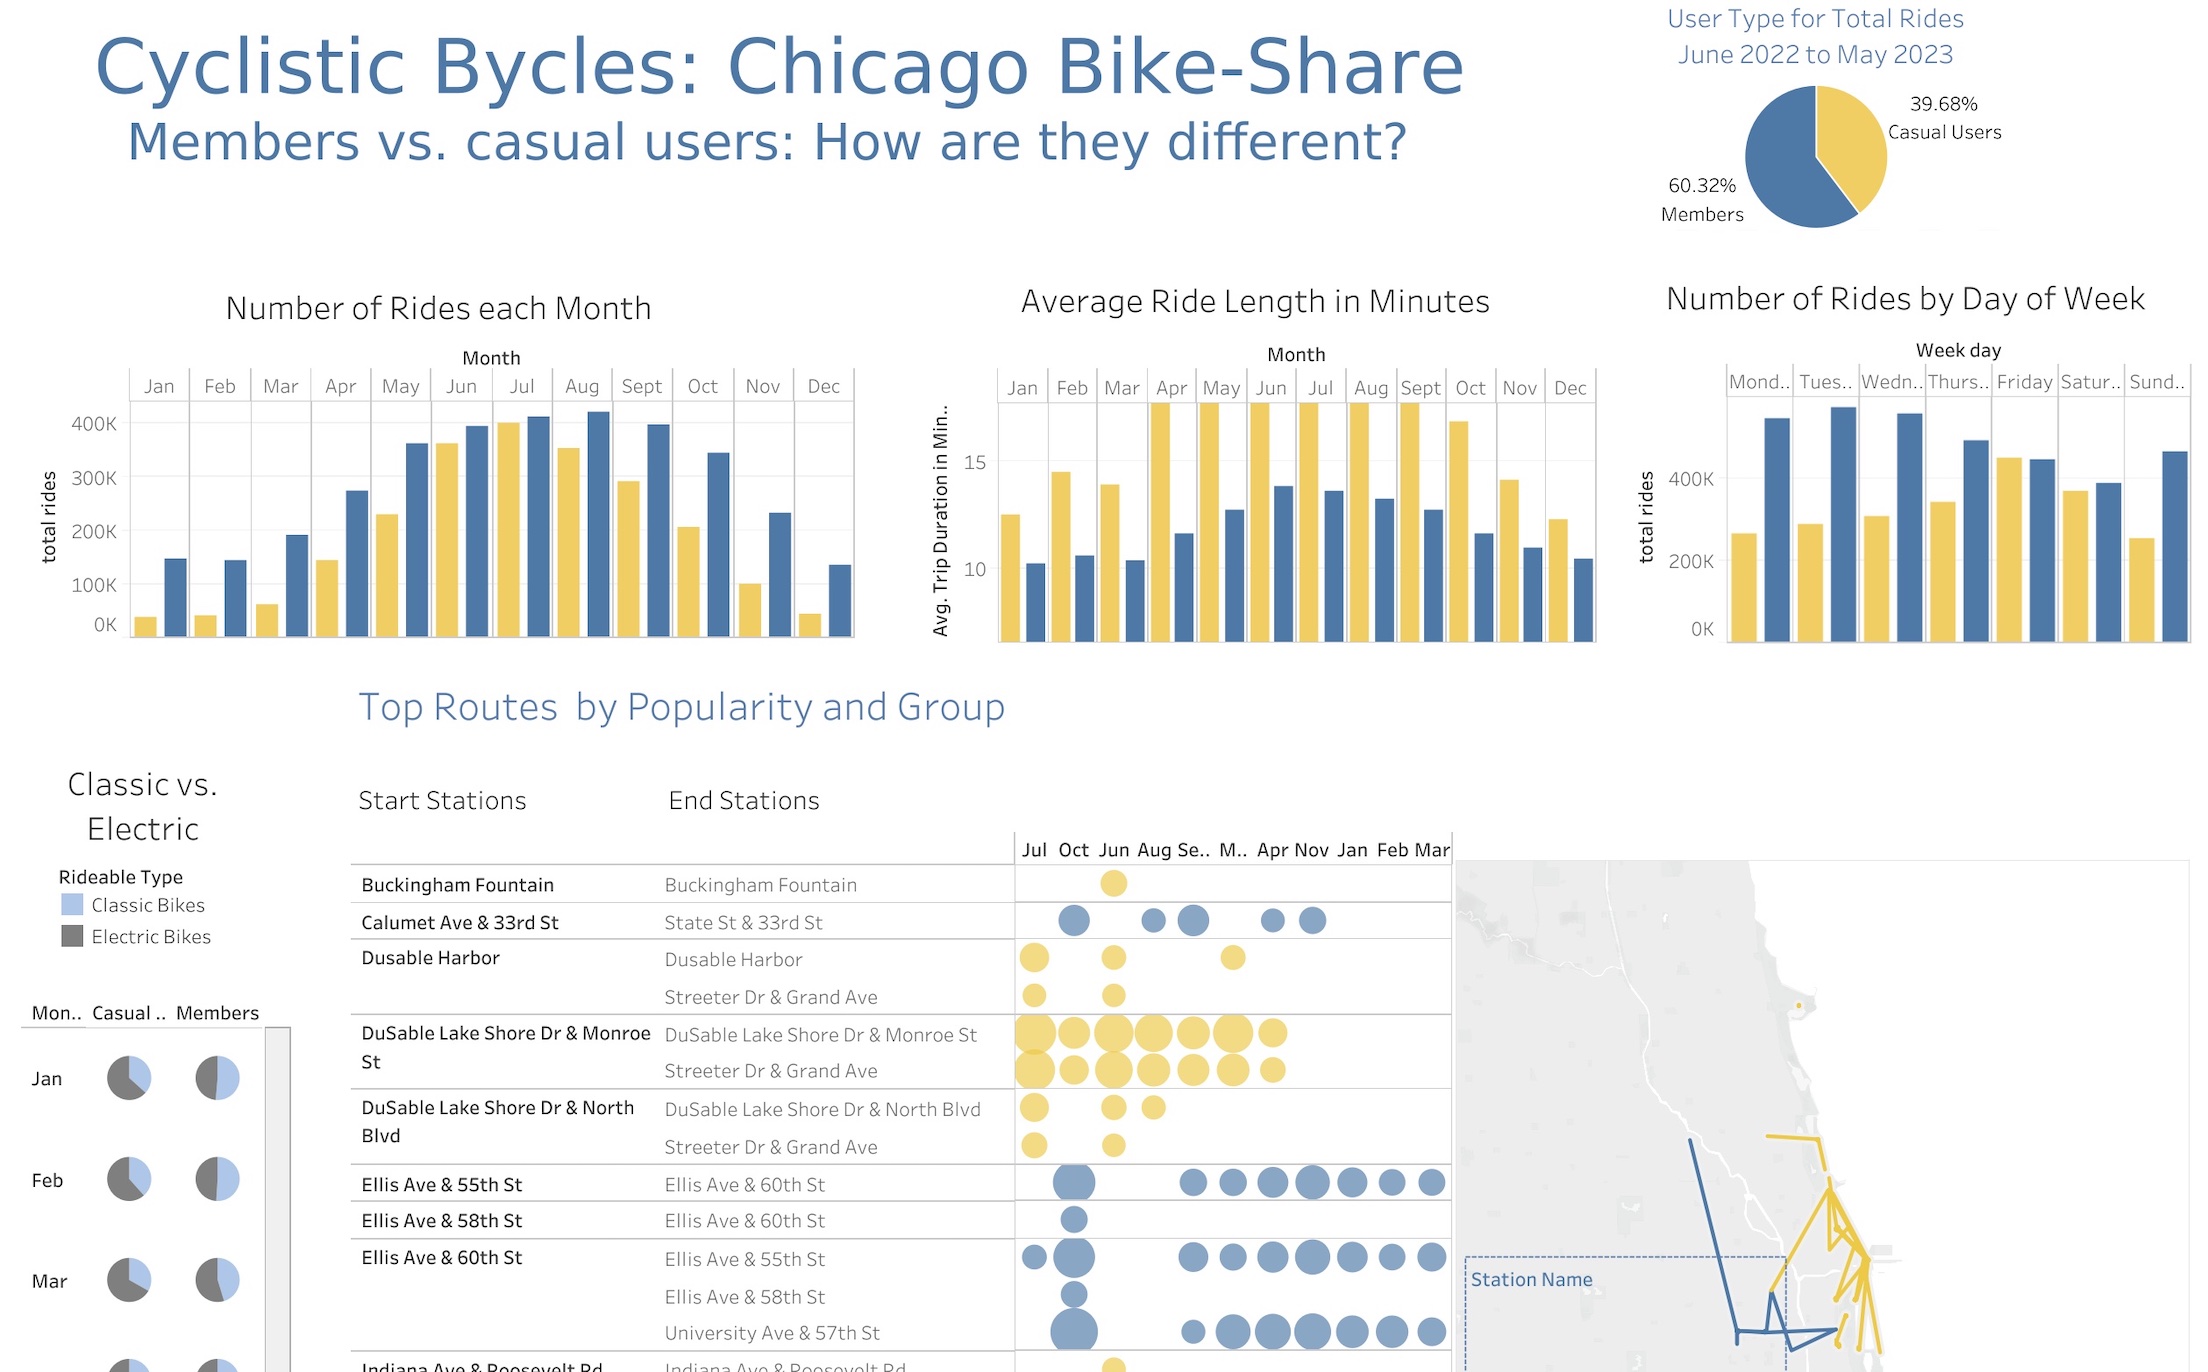 Cyclistic Bycles: Chicago Bike-Share
Members vs. casual users: How are they different?
User Type for Total Rides
June 2022 to May 2023
39.68%
Casual Users
60.32%
Members
Number of Rides each Month
Month
Jan Feb Mar Apr May Jun Jul Aug Sept Oct Nov Dec
total rides
400K
300K
200K
100K
0K
Average Ride Length in Minutes
Month
Jan Feb Mar Apr May Jun Jul Aug Sept Oct Nov Dec
Avg. Trip Duration in Min..
15
10
Number of Rides by Day of Week
Week day
Mond.. Tues.. Wedn.. Thurs.. Friday Satur.. Sund..
total rides
400K
200K
0K
Top Routes by Popularity and Group
Classic vs.
Electric
Rideable Type
Classic Bikes
Electric Bikes
Mon.. Casual .. Members
Jan
Feb
Mar
Start Stations End Stations
Jul Oct Jun Aug Se.. M.. Apr Nov Jan Feb Mar
Buckingham Fountain Buckingham Fountain
Calumet Ave & 33rd St State St & 33rd St
Dusable Harbor Dusable Harbor
Streeter Dr & Grand Ave
DuSable Lake Shore Dr & Monroe DuSable Lake Shore Dr & Monroe St
St Streeter Dr & Grand Ave
DuSable Lake Shore Dr & North DuSable Lake Shore Dr & North Blvd
Blvd Streeter Dr & Grand Ave
Ellis Ave & 55th St Ellis Ave & 60th St
Ellis Ave & 58th St Ellis Ave & 60th St
Ellis Ave & 60th St Ellis Ave & 55th St
Ellis Ave & 58th St
University Ave & 57th St
Indiana Ave & Roosevelt Rd Indiana Ave & Roosevelt Rd
Station Name